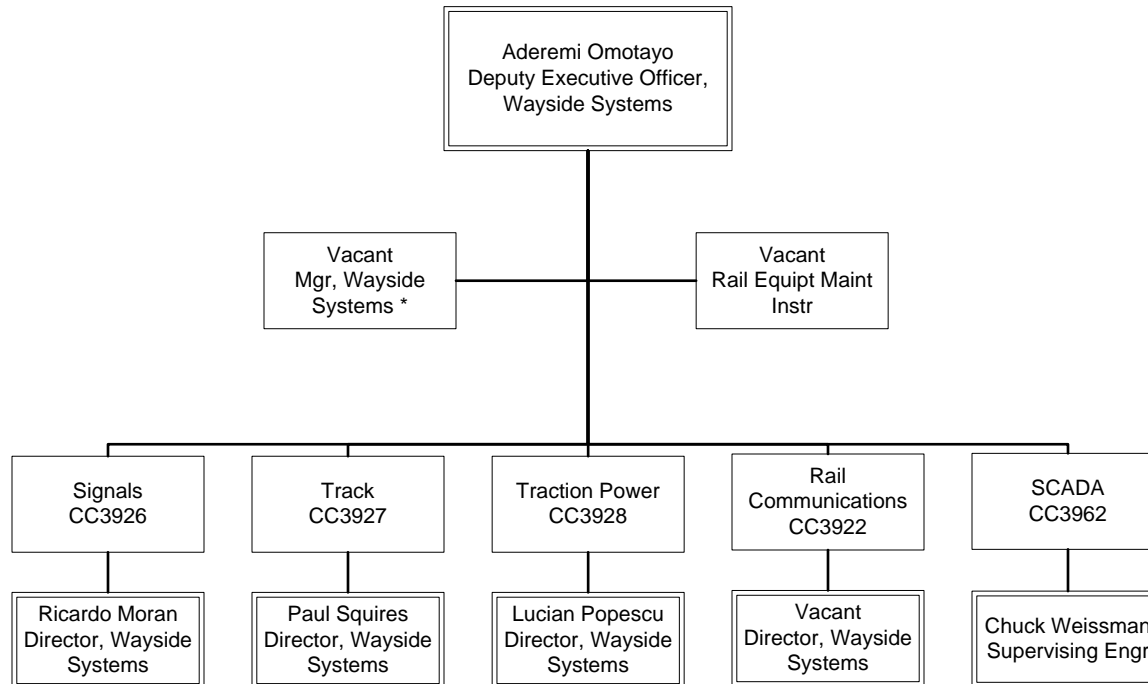 Aderemi Omotayo
Deputy Executive Officer,
Wayside Systems
Vacant
Mgr, Wayside
Systems *
Vacant
Rail Equipt Maint
Instr
Signals
CC3926
Track
CC3927
Traction Power
CC3928
Rail
Communications
CC3922
SCADA
CC3962
Ricardo Moran
Director, Wayside
Systems
Paul Squires
Director, Wayside
Systems
Lucian Popescu
Director, Wayside
Systems
Vacant
Director, Wayside
Systems
Chuck Weissman
Supervising Engr